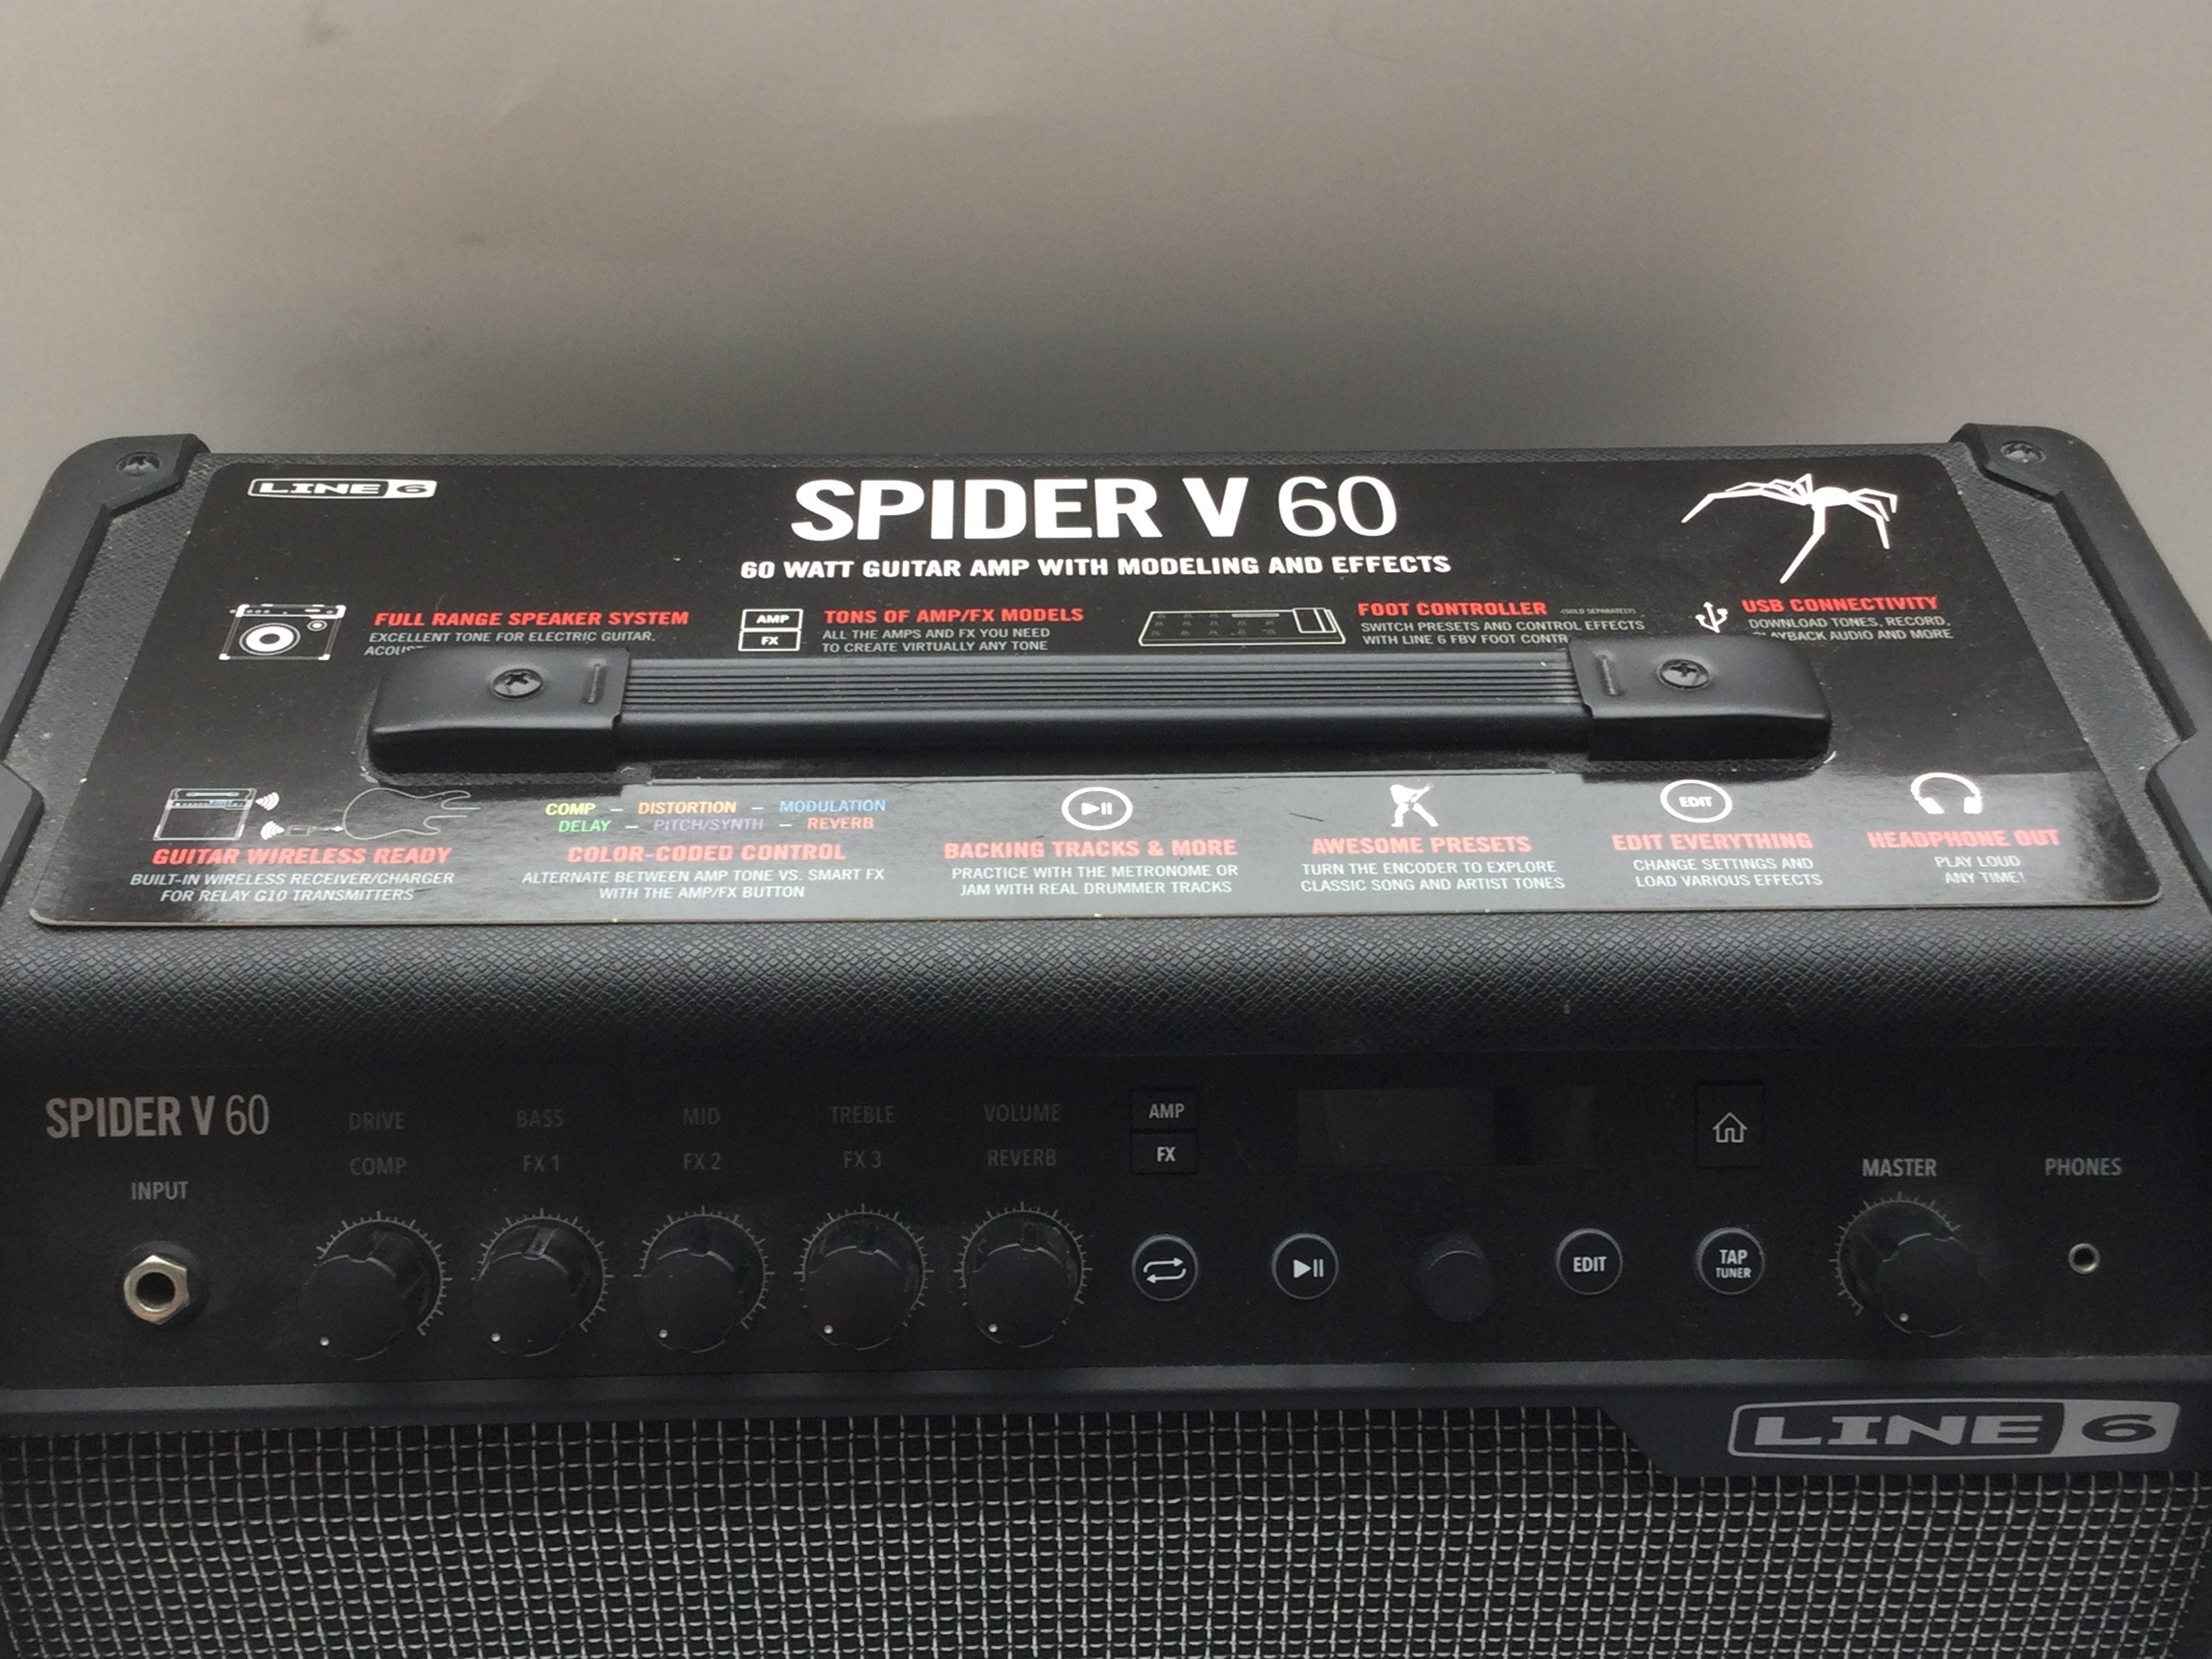 LINE 6
SPIDER V 60
60 WATT GUITAR AMP WITH MODELING AND EFFECTS
FULL RANGE SPEAKER SYSTEM
EXCELLENT TONE FOR ELECTRIC GUITAR,
AMP
FX
TONS OF AMP/FX MODELS
ALL THE AMPS AND FX YOU NEED
TO CREATE VIRTUALLY ANY TONE
FOOT CONTROLLER (SOLD SEPARATELY)
SWITCH PRESETS AND CONTROL EFFECTS
WITH LINE 6 FBV FOOT CONTR
USB CONNECTIVITY
DOWNLOAD TONES, RECORD,
PLAYBACK AUDIO AND MORE
GUITAR WIRELESS READY
BUILT-IN WIRELESS RECEIVER/CHARGER
FOR RELAY G10 TRANSMITTERS
COMP – DISTORTION – MODULATION
DELAY – PITCH/SYNTH – REVERB
COLOR-CODED CONTROL
ALTERNATE BETWEEN AMP TONE VS. SMART FX
WITH THE AMP/FX BUTTON
BACKING TRACKS & MORE
PRACTICE WITH THE METRONOME OR
JAM WITH REAL DRUMMER TRACKS
AWESOME PRESETS
TURN THE ENCODER TO EXPLORE
CLASSIC SONG AND ARTIST TONES
EDIT
EDIT EVERYTHING
CHANGE SETTINGS AND
LOAD VARIOUS EFFECTS
HEADPHONE OUT
PLAY LOUD
ANY TIME!
SPIDER V 60
INPUT
DRIVE
COMP
BASS
FX 1
MID
FX 2
TREBLE
FX 3
VOLUME
REVERB
AMP
FX
EDIT
TAP
TUNER
MASTER
PHONES
LINE 6